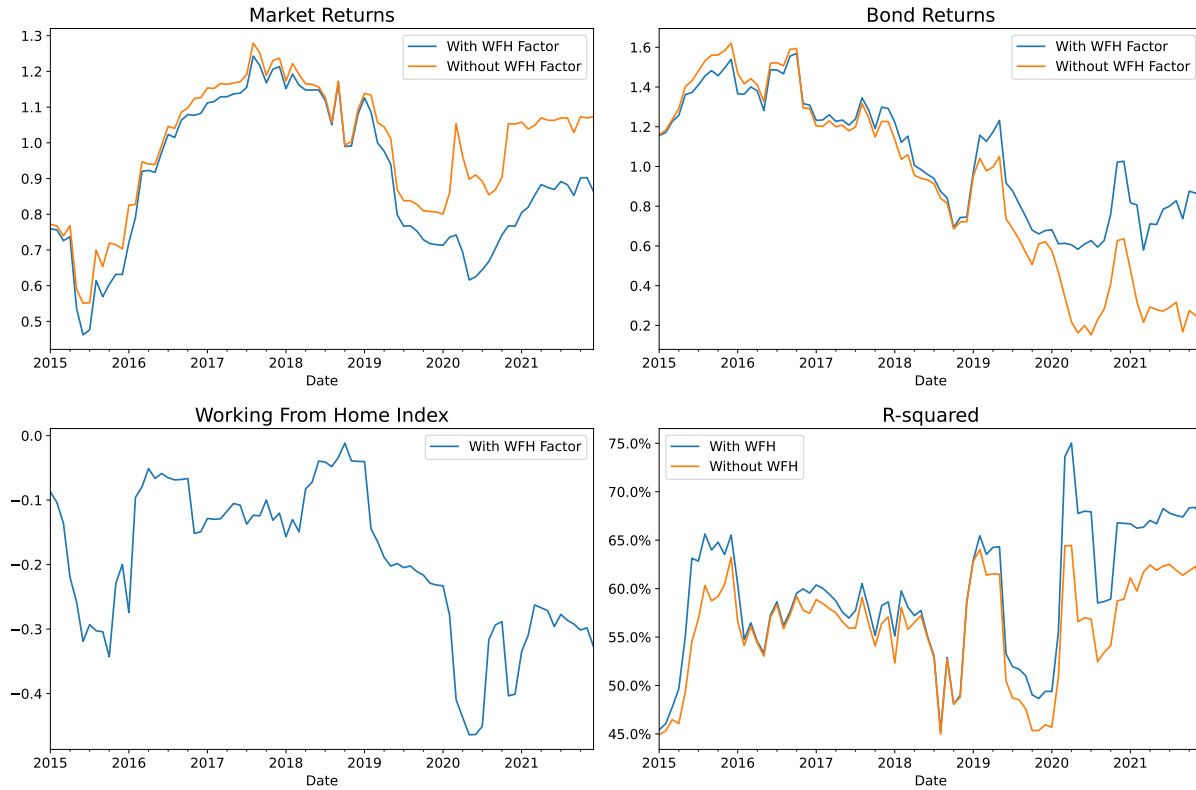 Market Returns
1.3
1.2
1.1
1.0
0.9
0.8
0.7
0.6
0.5
With WFH Factor
Without WFH Factor
2015 2016 2017 2018 2019 2020 2021
Date
Bond Returns
1.6
1.4
1.2
1.0
0.8
0.6
0.4
0.2
With WFH Factor
Without WFH Factor
2015 2016 2017 2018 2019 2020 2021
Date
Working From Home Index
0.0
−0.1
−0.2
−0.3
−0.4
With WFH Factor
2015 2016 2017 2018 2019 2020 2021
Date
R-squared
75.0%
70.0%
65.0%
60.0%
55.0%
50.0%
45.0%
With WFH
Without WFH
2015 2016 2017 2018 2019 2020 2021
Date